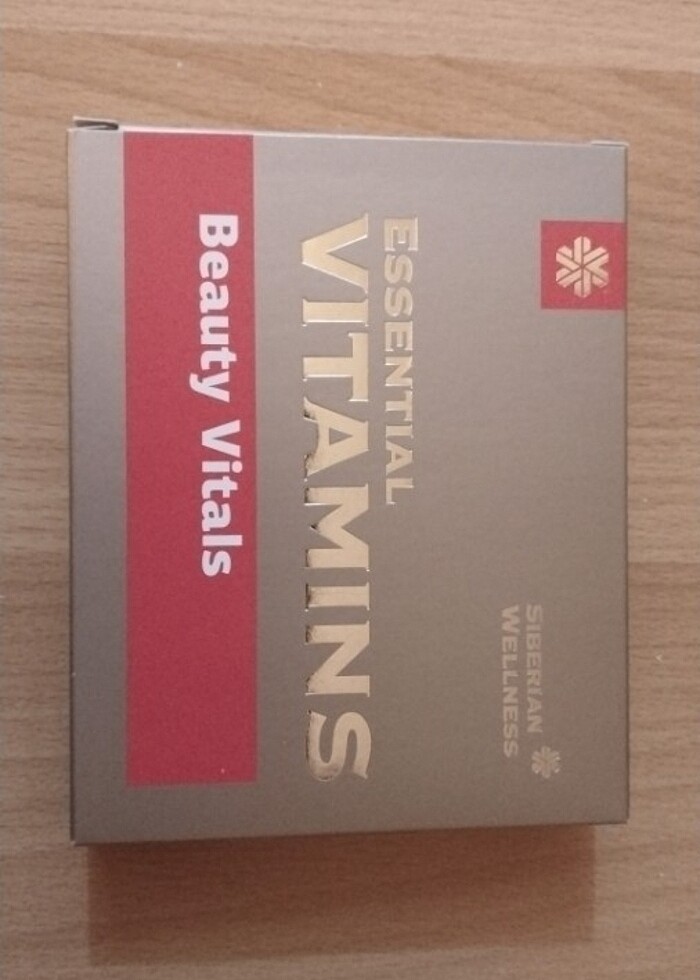 SIBERIAN
WELLNESS
ESSENTIAL
VITAMINS
Beauty Vitals